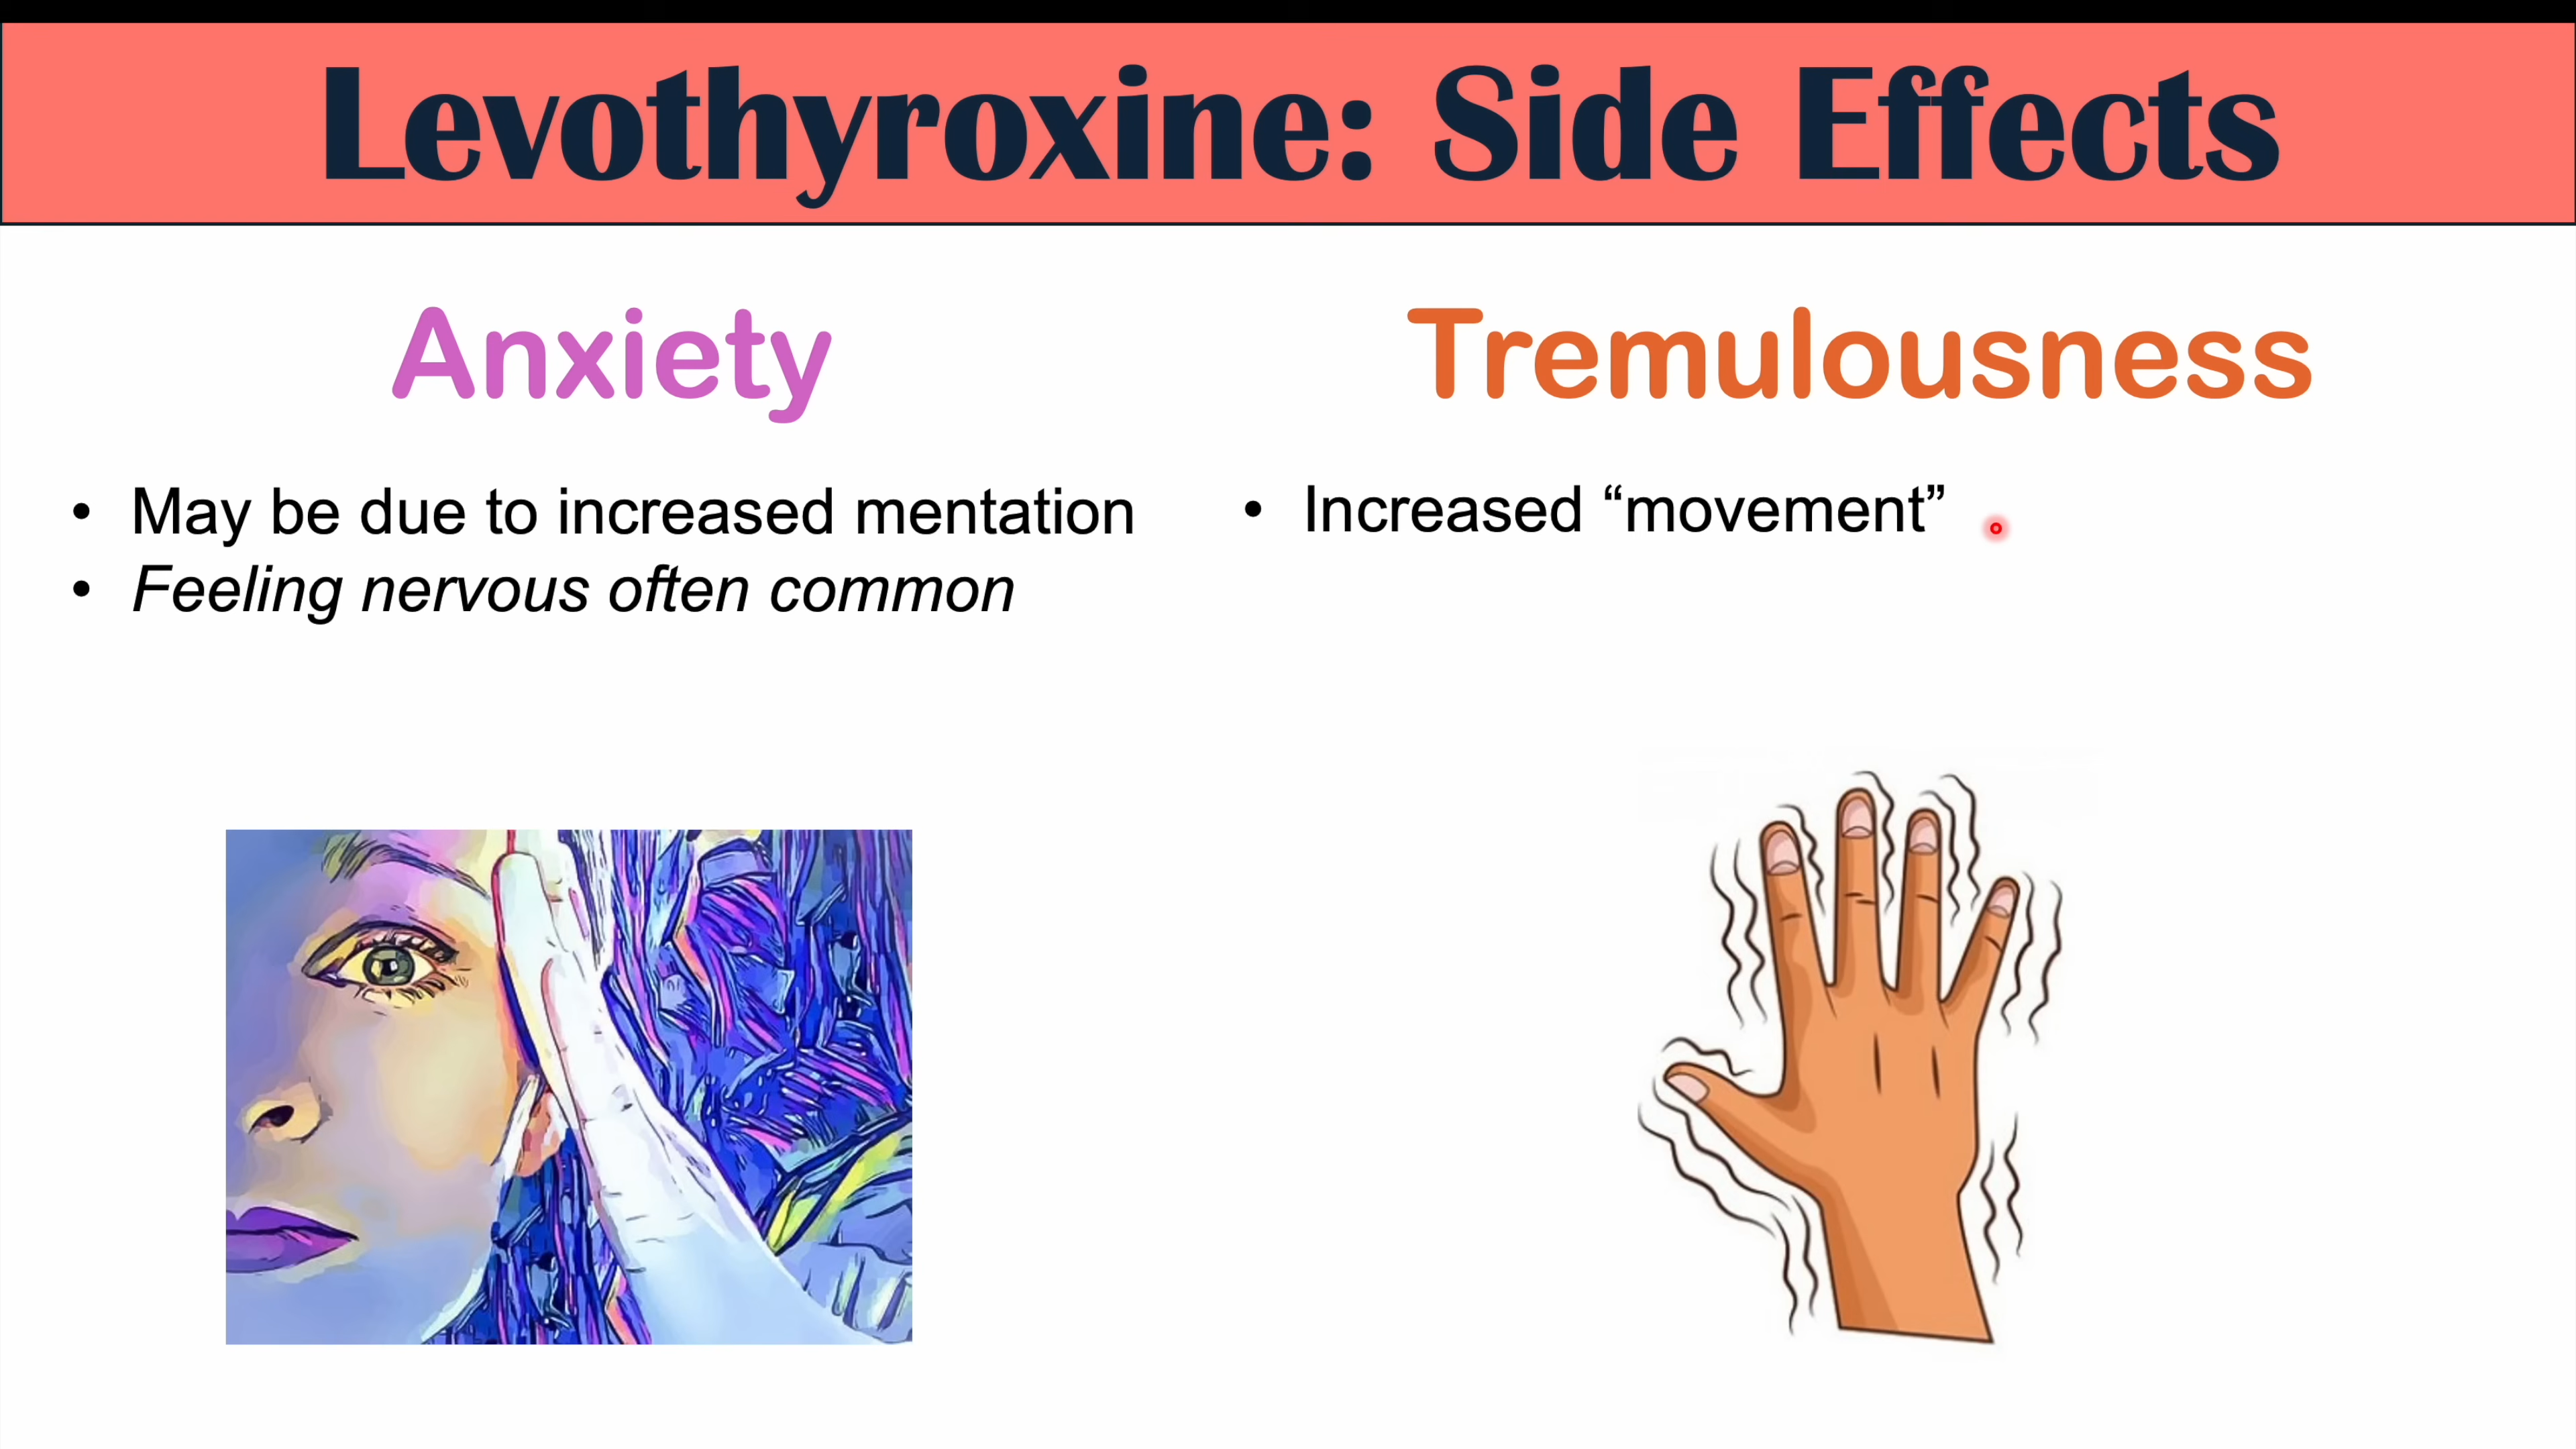 Levothyroxine: Side Effects
Anxiety
• May be due to increased mentation
• Feeling nervous often common
Tremulousness
• Increased “movement”